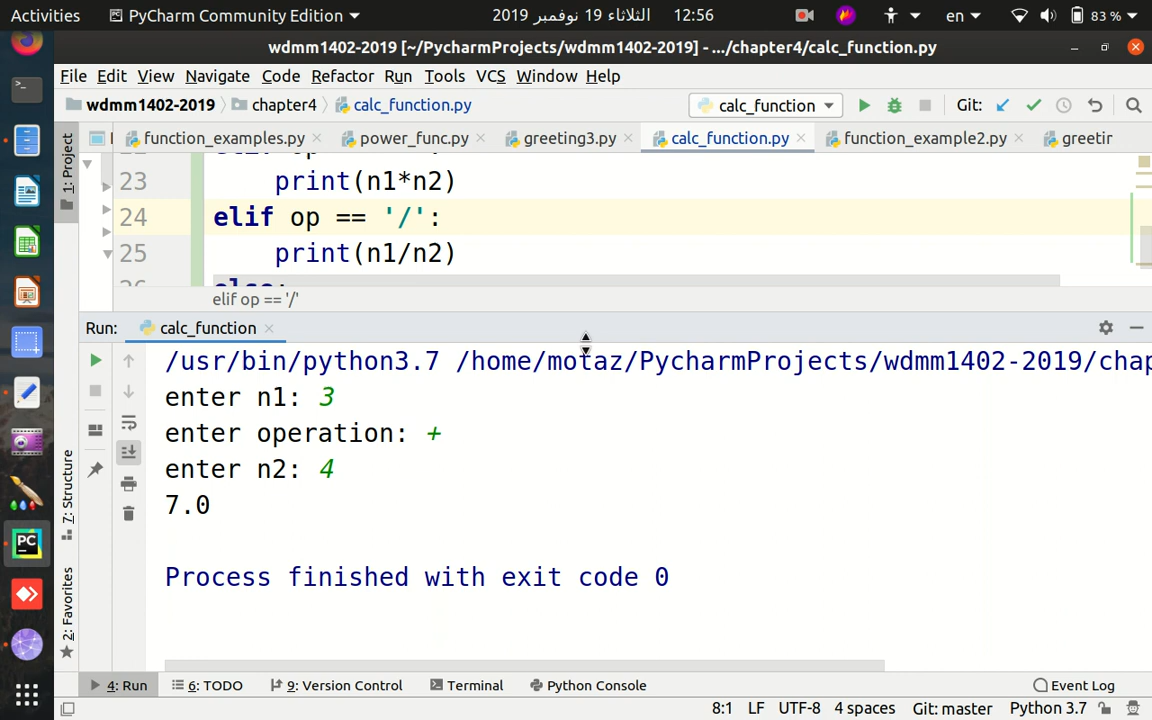 Activities PyCharm Community Edition الثلاثاء 19 نوفمبر 2019 12:56 en 83 %
wdmm1402-2019 [~/PycharmProjects/wdmm1402-2019] - .../chapter4/calc_function.py
File Edit View Navigate Code Refactor Run Tools VCS Window Help
wdmm1402-2019 chapter4 calc_function.py calc_function Git:
function_examples.py power_func.py greeting3.py calc_function.py function_example2.py greetir
1: Project
23 print(n1*n2)
24 elif op == '/':
25 print(n1/n2)
else:
elif op == '/'
Run: calc_function
/usr/bin/python3.7 /home/motaz/PycharmProjects/wdmm1402-2019/chap
enter n1: 3
enter operation: +
enter n2: 4
7.0
Process finished with exit code 0
7: Structure
2: Favorites
4: Run 6: TODO 9: Version Control Terminal Python Console Event Log
8:1 LF UTF-8 4 spaces Git: master Python 3.7